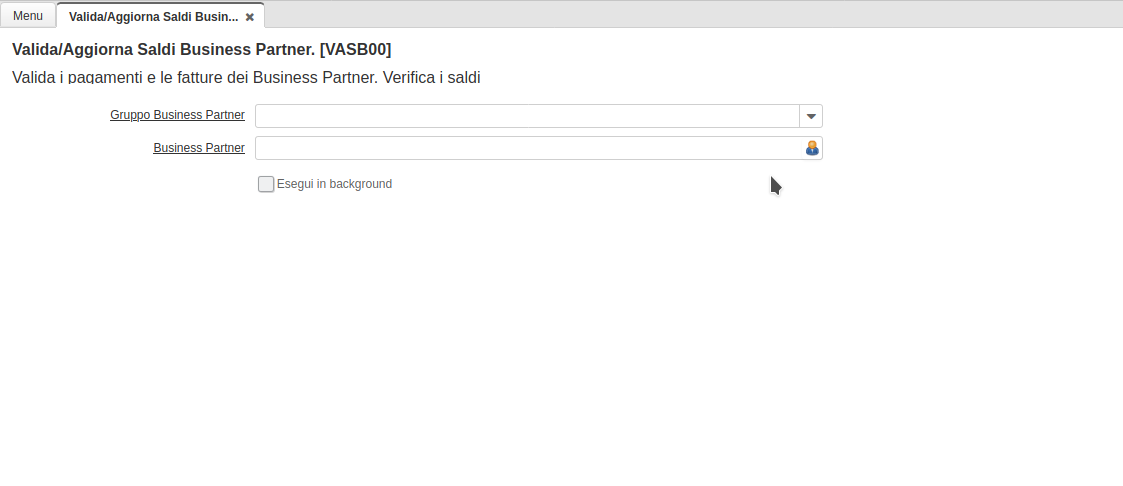 Menu
Valida/Aggiorna Saldi Busin...
Valida/Aggiorna Saldi Business Partner. [VASB00]
Valida i pagamenti e le fatture dei Business Partner. Verifica i saldi
Gruppo Business Partner
Business Partner
Esegui in background